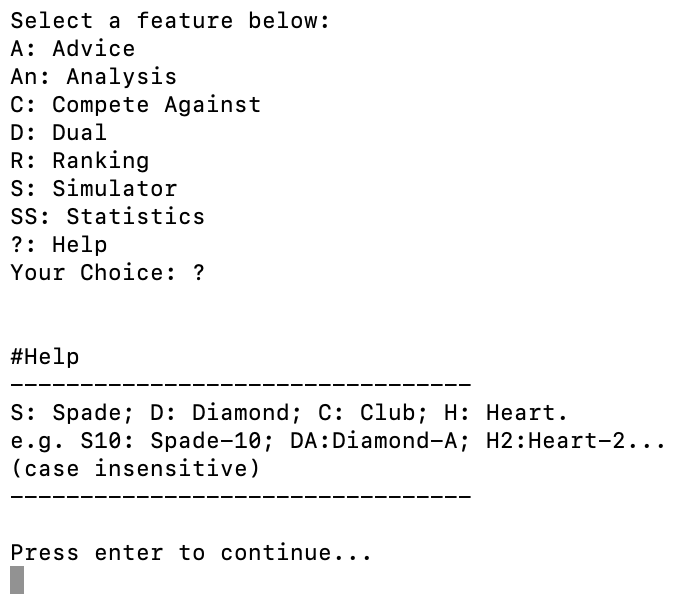 Select a feature below:
A: Advice
An: Analysis
C: Compete Against
D: Dual
R: Ranking
S: Simulator
SS: Statistics
?: Help
Your Choice: ?
#Help
---------------------------------
S: Spade; D: Diamond; C: Club; H: Heart.
e.g. S10: Spade-10; DA:Diamond-A; H2:Heart-2...
(case insensitive)
---------------------------------
Press enter to continue...